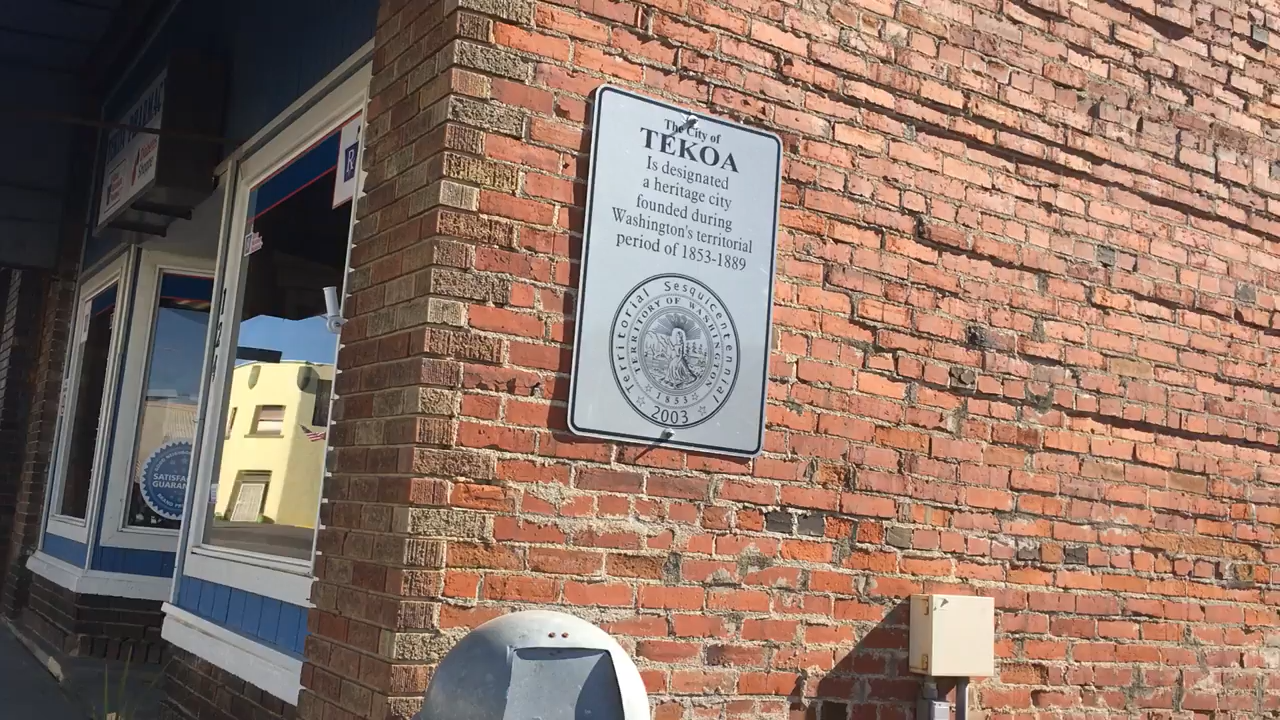 The City of
TEKOA
Is designated
a heritage city
founded during
Washington's territorial
period of 1853-1889
Territorial Sesquicentennial
TERRITORY OF WASHINGTON
1853
2003